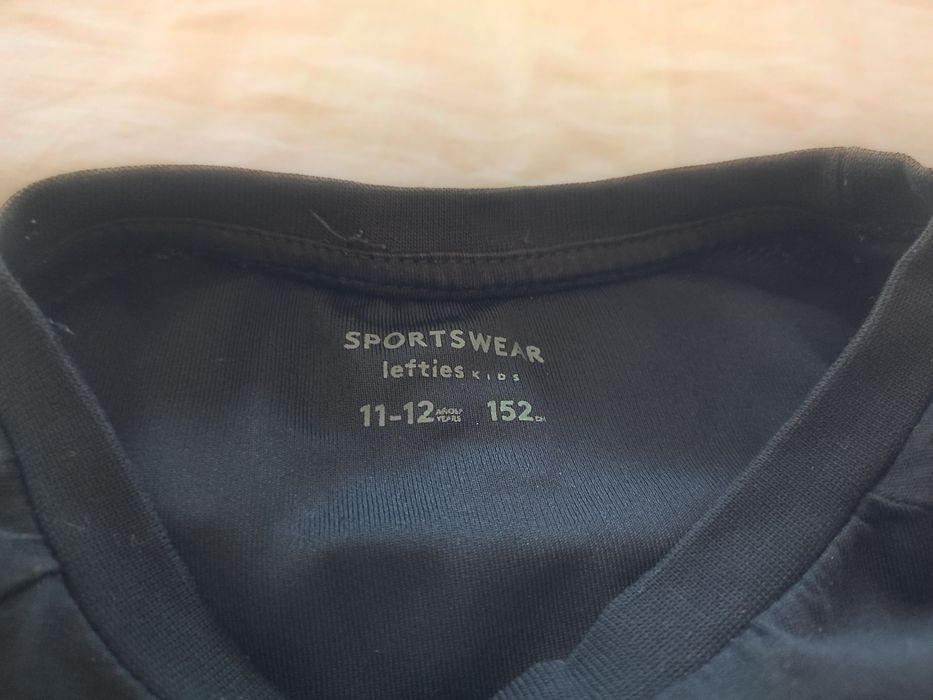 SPORTSWEAR
lefties KIDS
11-12 AÑOS/ YEARS 152 CM